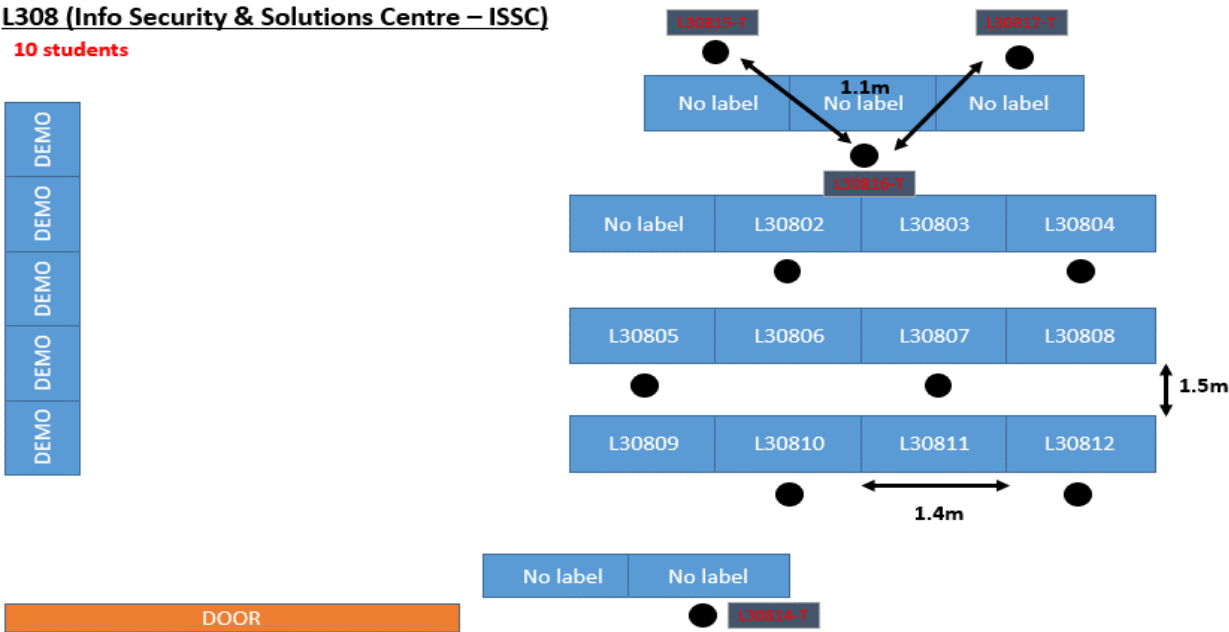 L308 (Info Security & Solutions Centre – ISSC)
10 students
L30815-T
L30817-T
1.1m
No label
No label
No label
L30816-T
DEMO
DEMO
DEMO
DEMO
DEMO
No label
L30802
L30803
L30804
L30805
L30806
L30807
L30808
1.5m
L30809
L30810
L30811
L30812
1.4m
No label
No label
DOOR
L30814-T